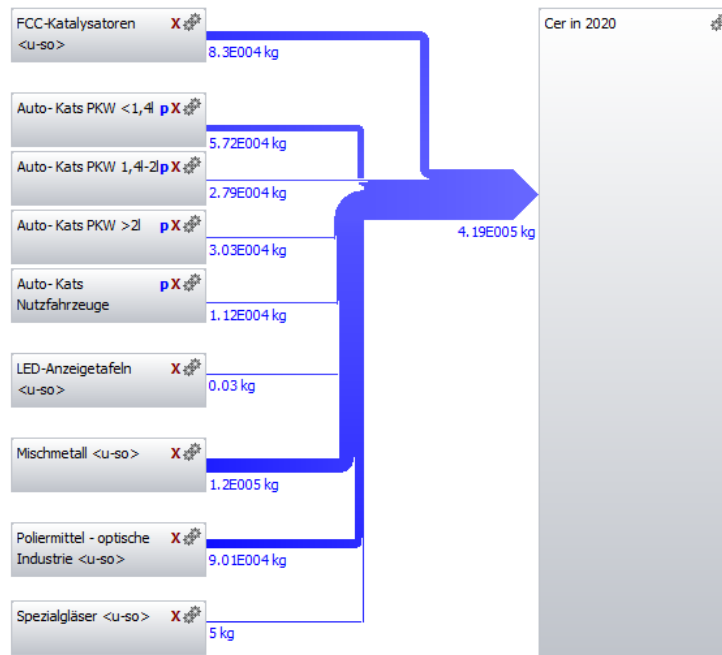 FCC-Katalysatoren X
<u-so>
8.3E004 kg
Auto- Kats PKW <1,4l p X
5.72E004 kg
Auto- Kats PKW 1,4l-2l p X
2.79E004 kg
Auto- Kats PKW >2l p X
3.03E004 kg
Auto- Kats p X
Nutzfahrzeuge
1.12E004 kg
LED-Anzeigetafeln X
<u-so>
0.03 kg
Mischmetall <u-so> X
1.2E005 kg
Poliermittel - optische X
Industrie <u-so>
9.01E004 kg
Spezialgläser <u-so> X
5 kg
4.19E005 kg
Cer in 2020